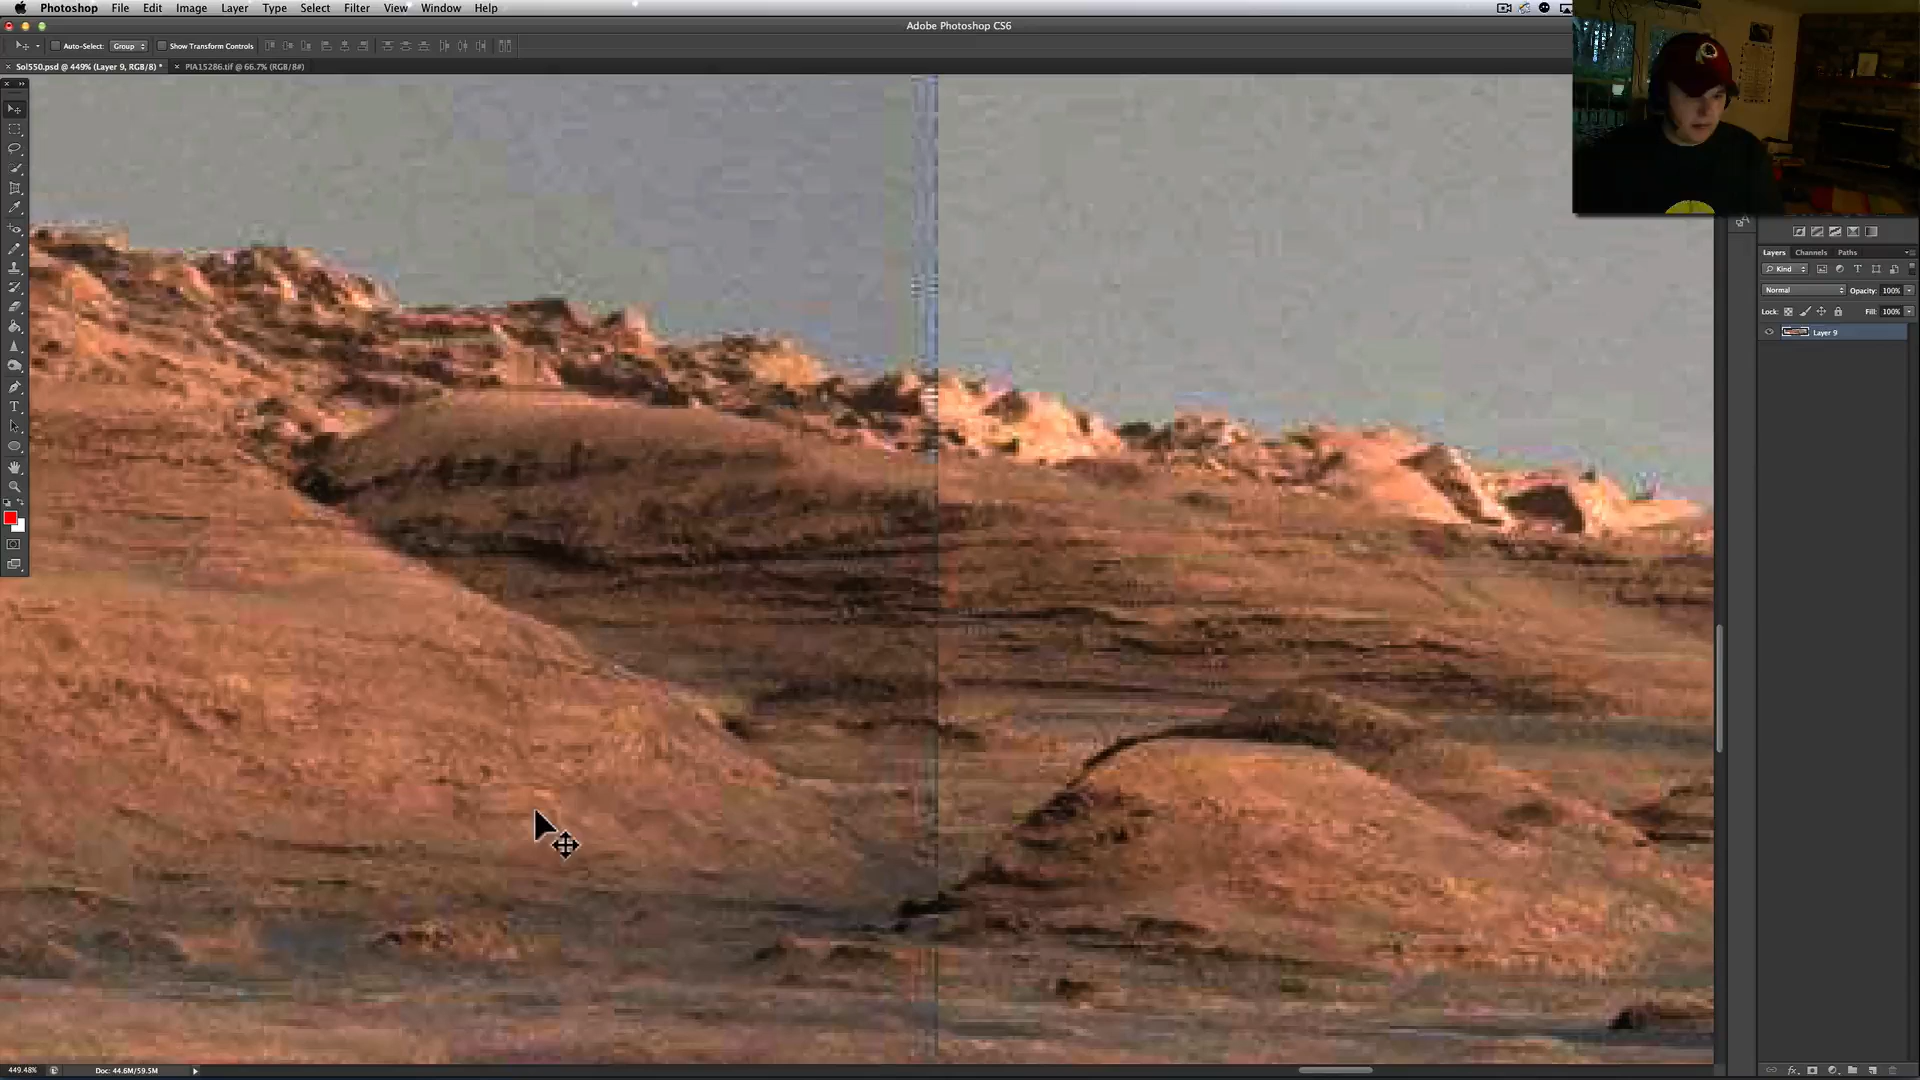 Photoshop File Edit Image Layer Type Select Filter View Window Help
Adobe Photoshop CS6
Auto-Select: Group Show Transform Controls
× Sol550.psd @ 449% (Layer 9, RGB/8) * × PIA15286.tif @ 66.7% (RGB/8#)
Layers Channels Paths
Kind
Normal Opacity: 100%
Lock: Fill: 100%
Layer 9
449.48% Doc: 44.6M/59.5M